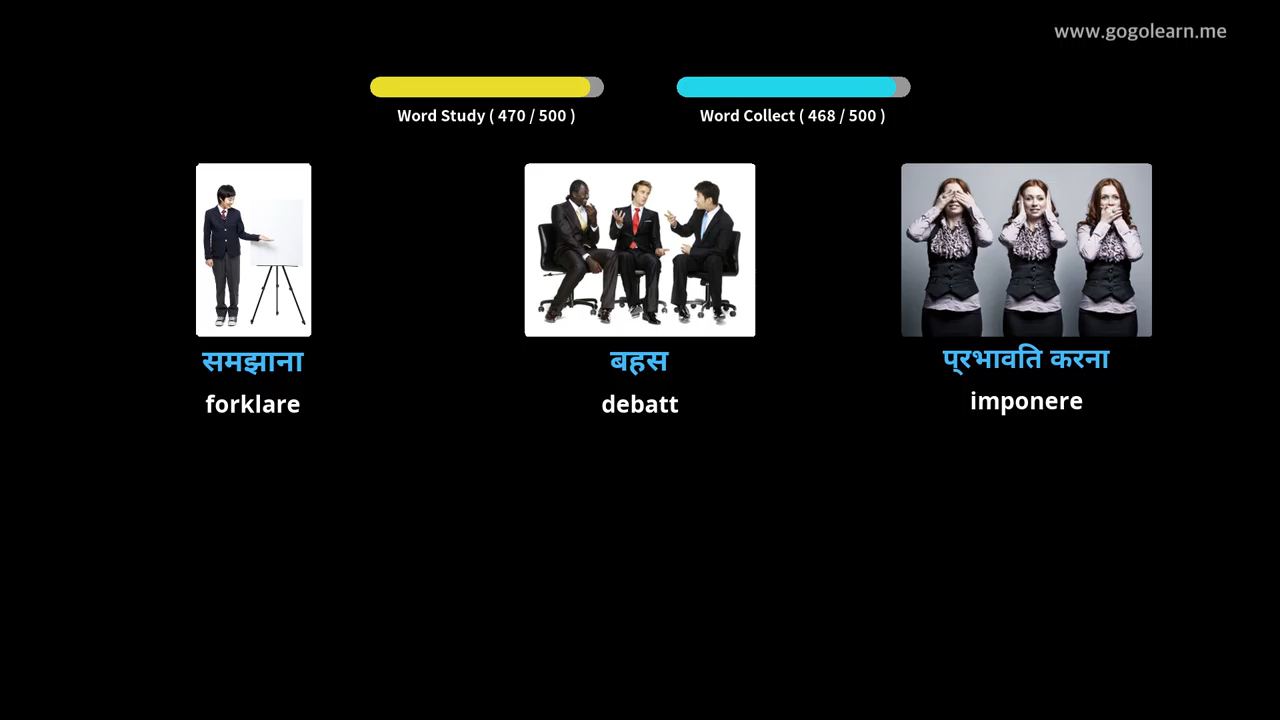 www.gogolearn.me
Word Study ( 470 / 500 )
Word Collect ( 468 / 500 )
समझाना
बहस
प्रभावति करना
forklare
debatt
imponere